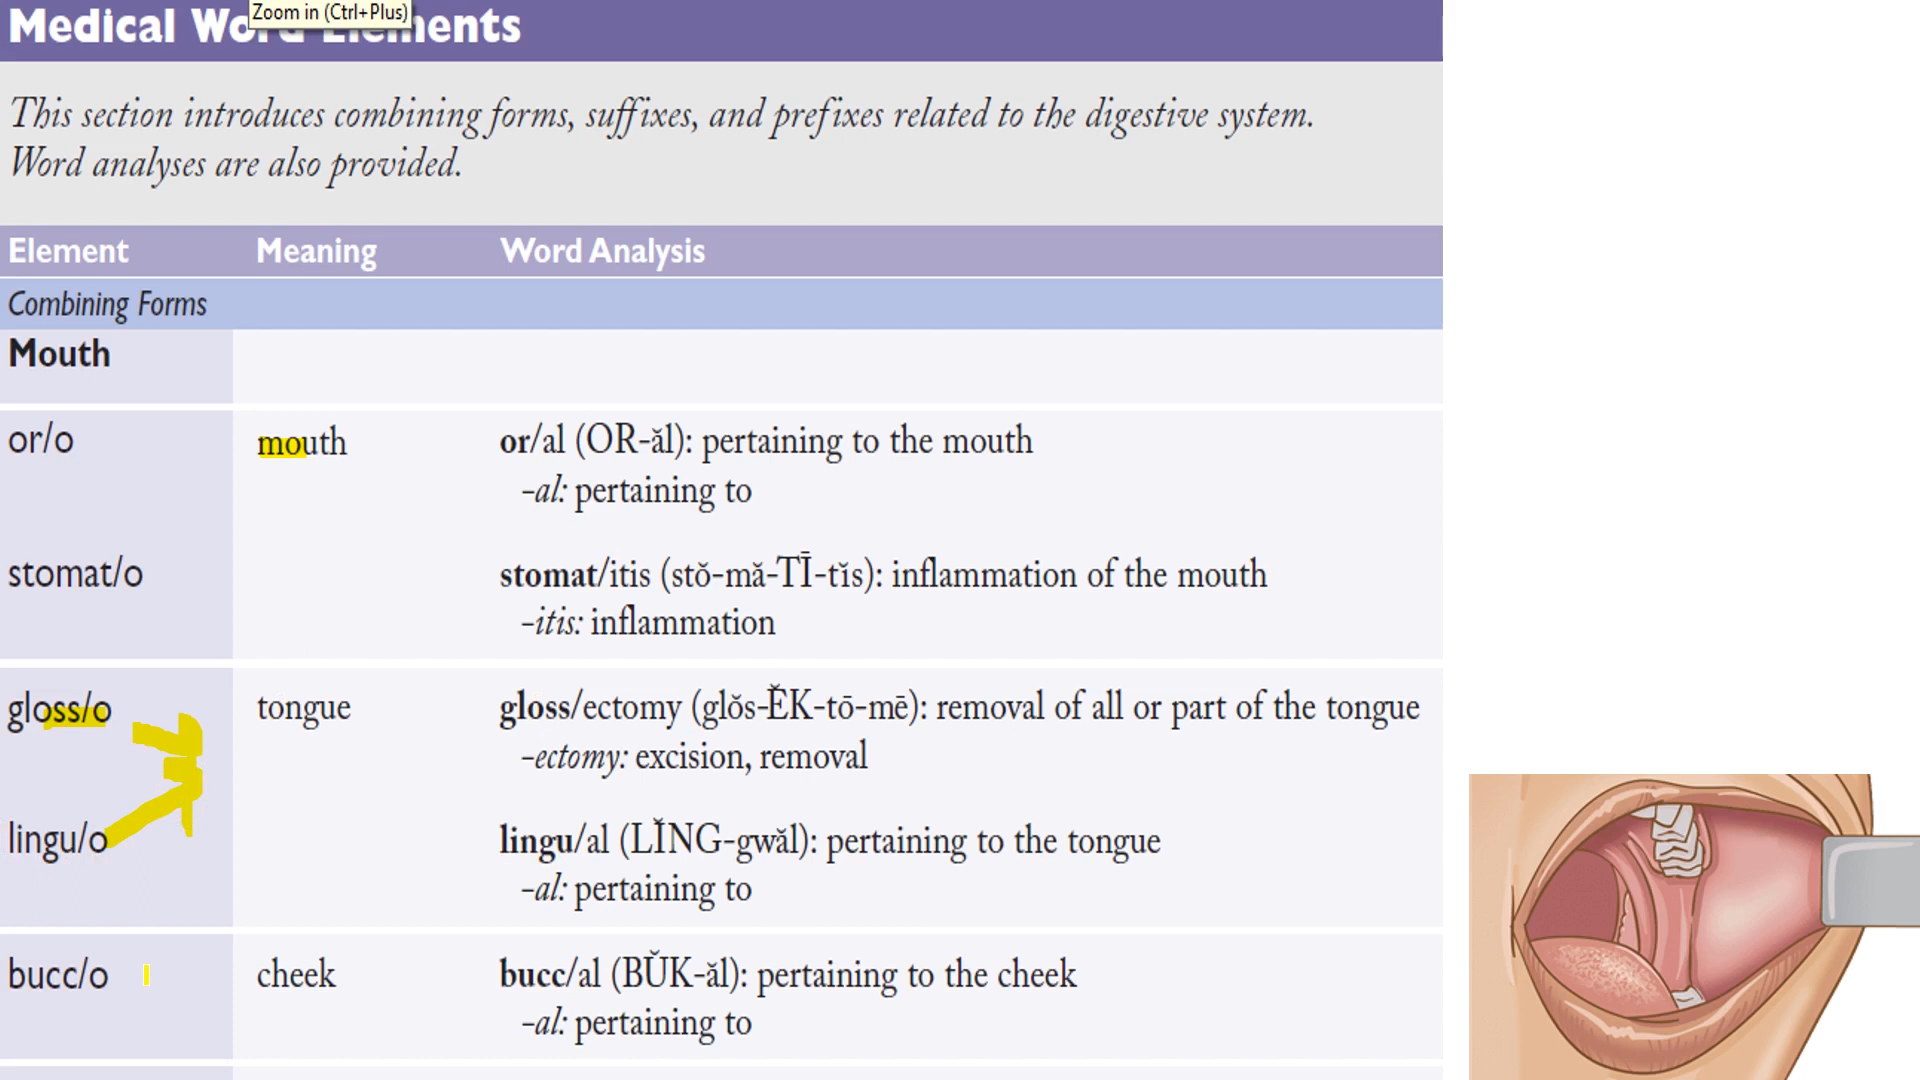 Medical Word Elements
Zoom in (Ctrl+Plus)
This section introduces combining forms, suffixes, and prefixes related to the digestive system.
Word analyses are also provided.
Element Meaning Word Analysis
Combining Forms
Mouth
or/o mouth or/al (OR-ăl): pertaining to the mouth
-al: pertaining to
stomat/o stomat/itis (stŏ-mă-TĪ-tĭs): inflammation of the mouth
-itis: inflammation
gloss/o tongue gloss/ectomy (glŏs-ĔK-tō-mē): removal of all or part of the tongue
-ectomy: excision, removal
lingu/o lingu/al (LĬNG-gwăl): pertaining to the tongue
-al: pertaining to
bucc/o cheek bucc/al (BŬK-ăl): pertaining to the cheek
-al: pertaining to